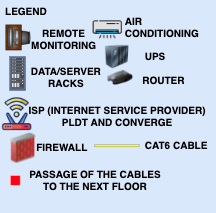 LEGEND
REMOTE
MONITORING
AIR
CONDITIONING
DATA/SERVER
RACKS
UPS
ROUTER
ISP (INTERNET SERVICE PROVIDER)
PLDT AND CONVERGE
FIREWALL
CAT6 CABLE
PASSAGE OF THE CABLES
TO THE NEXT FLOOR